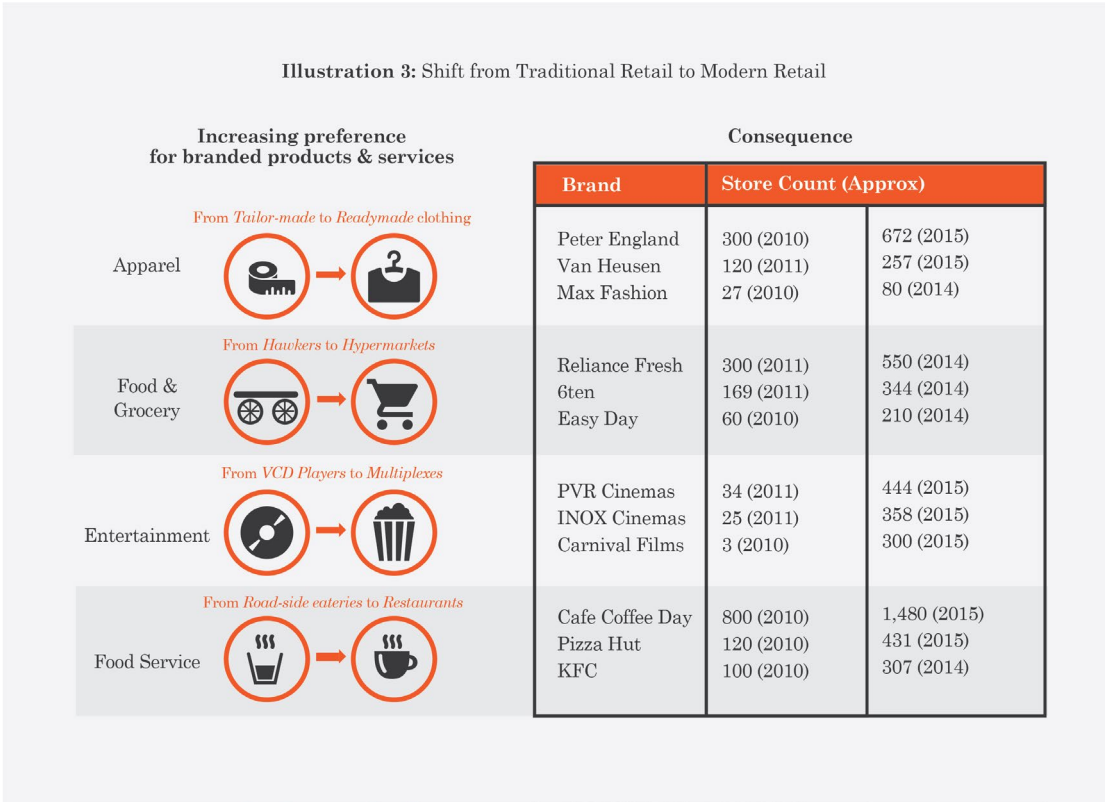 Illustration 3: Shift from Traditional Retail to Modern Retail
Increasing preference
for branded products & services
Consequence
Brand
Store Count (Approx)
From Tailor-made to Readymade clothing
Apparel
Peter England 300 (2010) 672 (2015)
Van Heusen 120 (2011) 257 (2015)
Max Fashion 27 (2010) 80 (2014)
From Hawkers to Hypermarkets
Food &
Grocery
Reliance Fresh 300 (2011) 550 (2014)
6ten 169 (2011) 344 (2014)
Easy Day 60 (2010) 210 (2014)
From VCD Players to Multiplexes
Entertainment
PVR Cinemas 34 (2011) 444 (2015)
INOX Cinemas 25 (2011) 358 (2015)
Carnival Films 3 (2010) 300 (2015)
From Road-side eateries to Restaurants
Food Service
Cafe Coffee Day 800 (2010) 1,480 (2015)
Pizza Hut 120 (2010) 431 (2015)
KFC 100 (2010) 307 (2014)